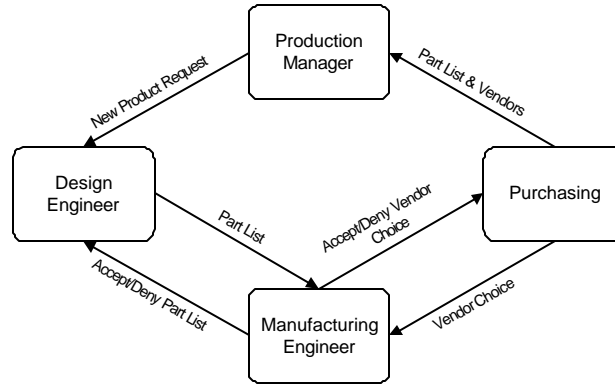 Production
Manager
New Product Request
Part List & Vendors
Design
Engineer
Purchasing
Part List
Accept/Deny Vendor
Choice
Accept/Deny Part List
Vendor Choice
Manufacturing
Engineer